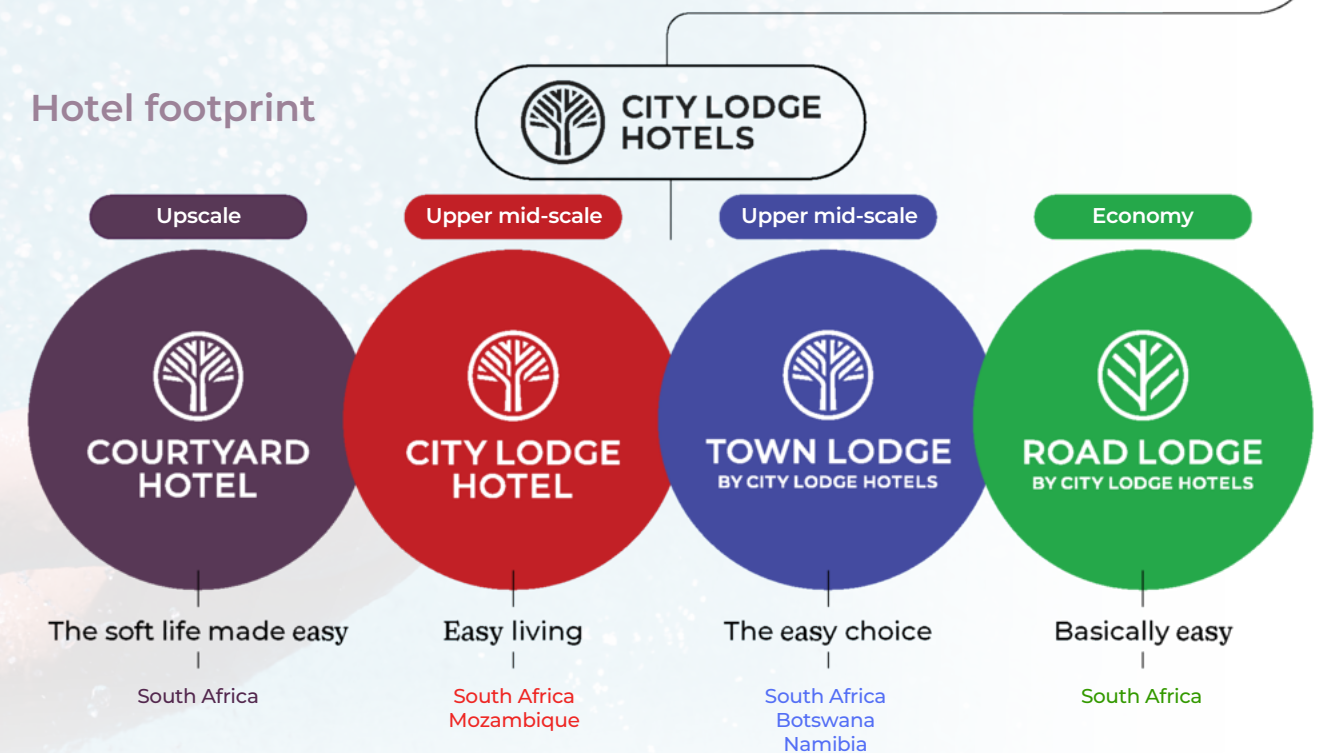 Hotel footprint
CITY LODGE
HOTELS
Upscale
Upper mid-scale
Upper mid-scale
Economy
COURTYARD
HOTEL
CITY LODGE
HOTEL
TOWN LODGE
BY CITY LODGE HOTELS
ROAD LODGE
BY CITY LODGE HOTELS
The soft life made easy
Easy living
The easy choice
Basically easy
South Africa
South Africa
Mozambique
South Africa
Botswana
Namibia
South Africa